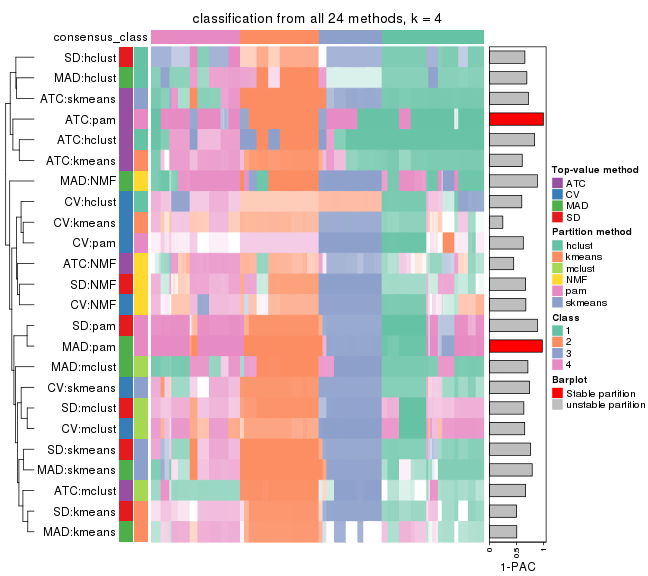 classification from all 24 methods, k = 4
consensus_class
SD:hclust
MAD:hclust
ATC:skmeans
ATC:pam
ATC:hclust
ATC:kmeans
MAD:NMF
CV:hclust
CV:kmeans
CV:pam
ATC:NMF
SD:NMF
CV:NMF
SD:pam
MAD:pam
MAD:mclust
CV:skmeans
SD:mclust
CV:mclust
SD:skmeans
MAD:skmeans
ATC:mclust
SD:kmeans
MAD:kmeans
0 0.5 1
1-PAC
Top-value method
ATC
CV
MAD
SD
Partition method
hclust
kmeans
mclust
NMF
pam
skmeans
Class
1
2
3
4
Barplot
Stable partition
unstable partition